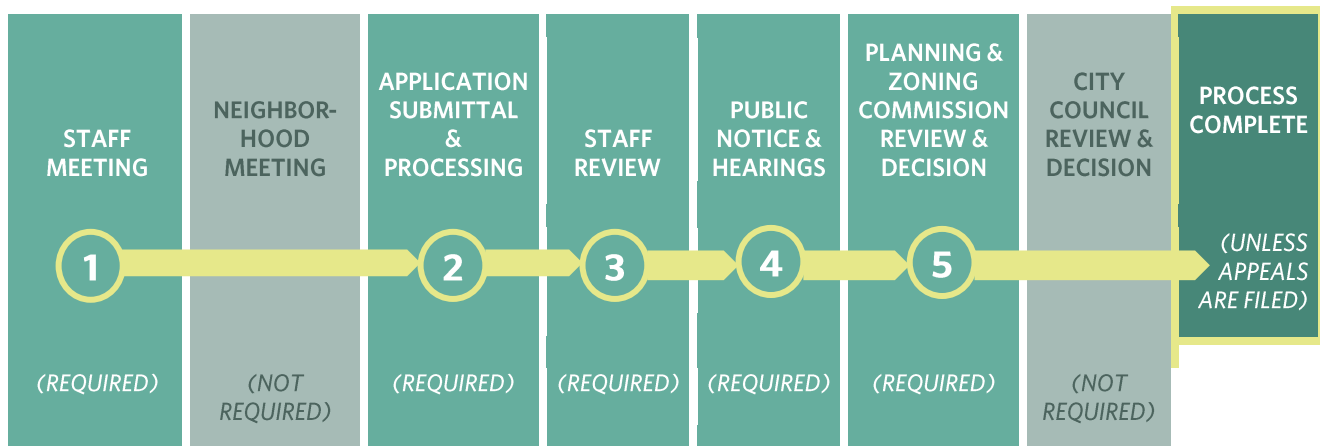 STAFF
MEETING
1
(REQUIRED)
NEIGHBOR-
HOOD
MEETING
(NOT
REQUIRED)
APPLICATION
SUBMITTAL
&
PROCESSING
2
(REQUIRED)
STAFF
REVIEW
3
(REQUIRED)
PUBLIC
NOTICE &
HEARINGS
4
(REQUIRED)
PLANNING &
ZONING
COMMISSION
REVIEW &
DECISION
5
(REQUIRED)
CITY
COUNCIL
REVIEW &
DECISION
(NOT
REQUIRED)
PROCESS
COMPLETE
(UNLESS
APPEALS
ARE FILED)